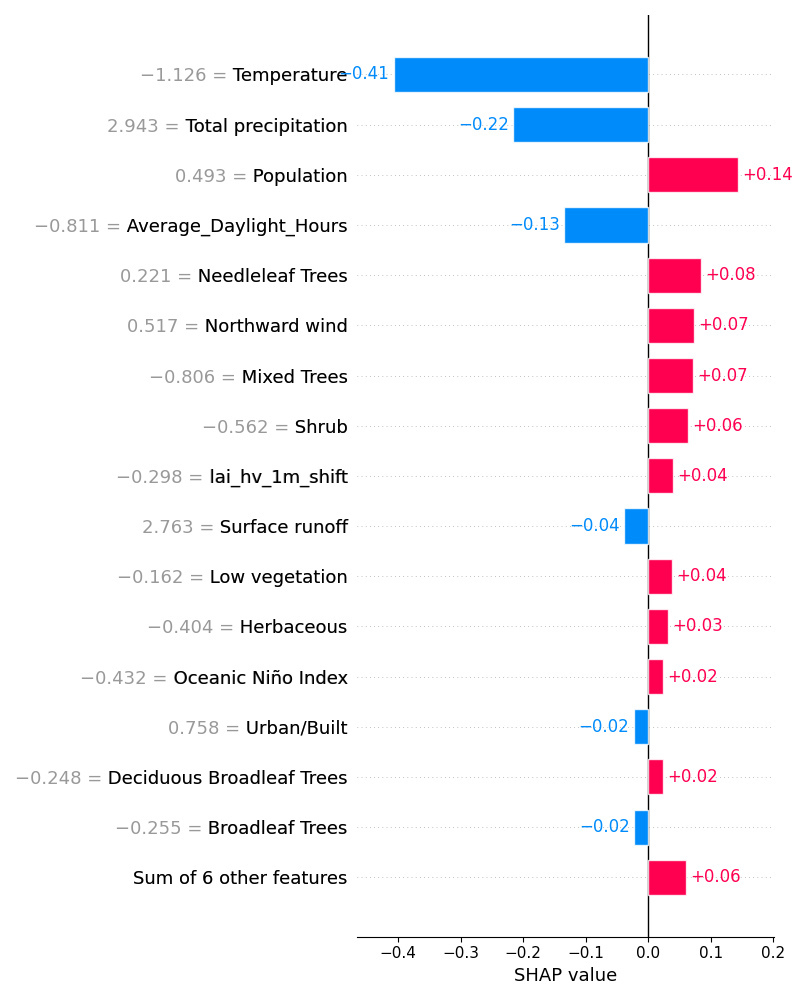 −1.126 = Temperature −0.41
2.943 = Total precipitation −0.22
0.493 = Population +0.14
−0.811 = Average_Daylight_Hours −0.13
0.221 = Needleleaf Trees +0.08
0.517 = Northward wind +0.07
−0.806 = Mixed Trees +0.07
−0.562 = Shrub +0.06
−0.298 = lai_hv_1m_shift +0.04
2.763 = Surface runoff −0.04
−0.162 = Low vegetation +0.04
−0.404 = Herbaceous +0.03
−0.432 = Oceanic Niño Index +0.02
0.758 = Urban/Built −0.02
−0.248 = Deciduous Broadleaf Trees +0.02
−0.255 = Broadleaf Trees −0.02
Sum of 6 other features +0.06
−0.4 −0.3 −0.2 −0.1 0.0 0.1 0.2
SHAP value